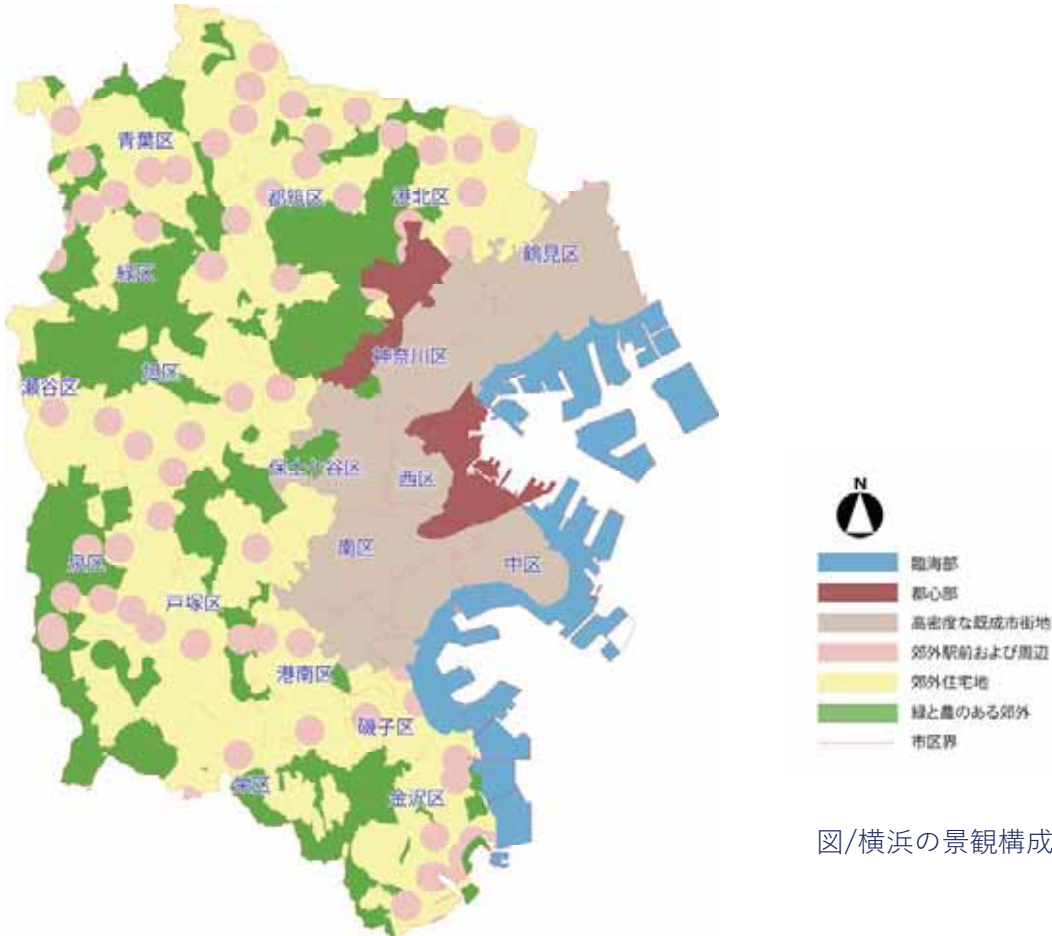 青葉区
都筑区
港北区
鶴見区
緑区
神奈川区
旭区
瀬谷区
保土ケ谷区
西区
南区
中区
泉区
戸塚区
港南区
磯子区
栄区
金沢区
N
臨海部
都心部
高密度な既成市街地
郊外駅前および周辺
郊外住宅地
緑と農のある郊外
市区界
図/横浜の景観構成